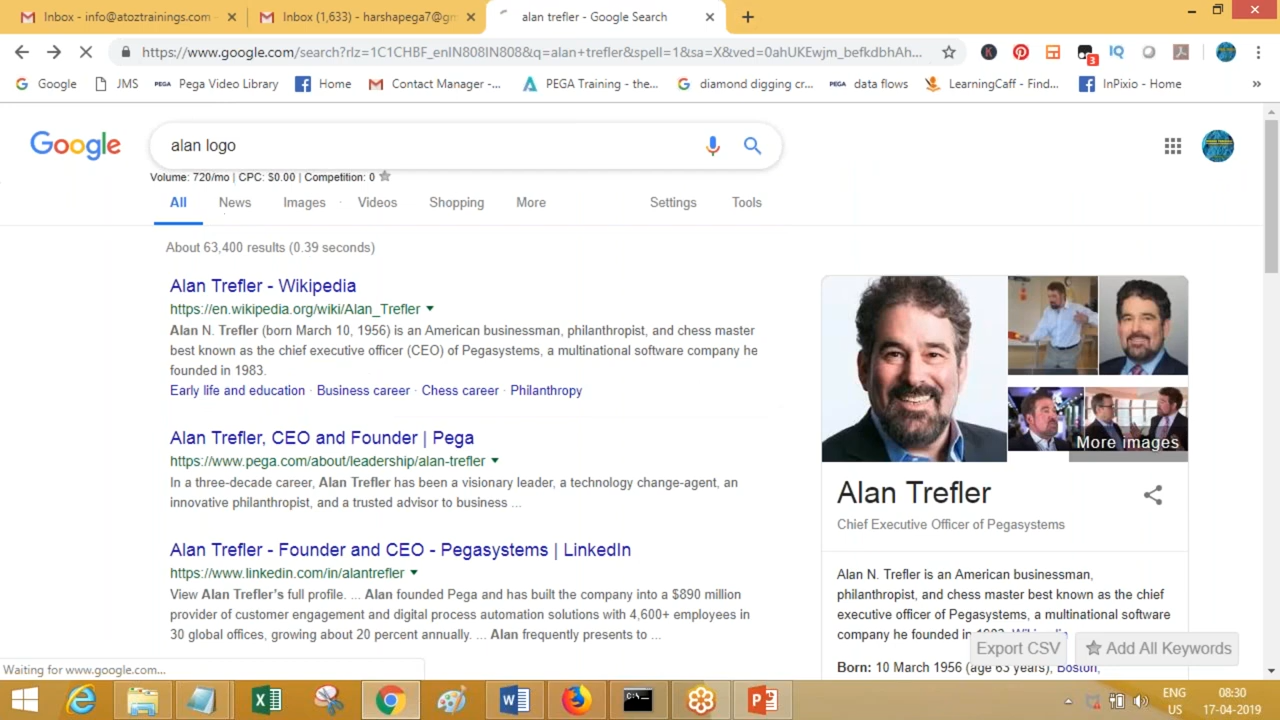 Inbox - info@atoztrainings.com
Inbox (1,633) - harshapega7@gm
alan trefler - Google Search
https://www.google.com/search?rlz=1C1CHBF_enIN808IN808&q=alan+trefler&spell=1&sa=X&ved=0ahUKEwjm_befkdbhAh...
3
IQ
Google
JMS
PEGA Pega Video Library
Home
Contact Manager -...
PEGA Training - the...
diamond digging cr...
PEGA data flows
LearningCaff - Find...
InPixio - Home
»
Google
alan logo
Volume: 720/mo | CPC: $0.00 | Competition: 0
All
News
Images
Videos
Shopping
More
Settings
Tools
About 63,400 results (0.39 seconds)
Alan Trefler - Wikipedia
https://en.wikipedia.org/wiki/Alan_Trefler
Alan N. Trefler (born March 10, 1956) is an American businessman, philanthropist, and chess master
best known as the chief executive officer (CEO) of Pegasystems, a multinational software company he
founded in 1983.
Early life and education · Business career · Chess career · Philanthropy
Alan Trefler, CEO and Founder | Pega
https://www.pega.com/about/leadership/alan-trefler
In a three-decade career, Alan Trefler has been a visionary leader, a technology change-agent, an
innovative philanthropist, and a trusted advisor to business ...
Alan Trefler - Founder and CEO - Pegasystems | LinkedIn
https://www.linkedin.com/in/alantrefler
View Alan Trefler's full profile. ... Alan founded Pega and has built the company into a $890 million
provider of customer engagement and digital process automation solutions with 4,600+ employees in
30 global offices, growing about 20 percent annually. ... Alan frequently presents to ...
More images
Alan Trefler
Chief Executive Officer of Pegasystems
Alan N. Trefler is an American businessman,
philanthropist, and chess master best known as the chief
executive officer of Pegasystems, a multinational software
company he founded in 1983. Wikipedia
Export CSV
Add All Keywords
Born: 10 March 1956 (age 63 years), Boston,
Waiting for www.google.com...
ENG
US
08:30
17-04-2019